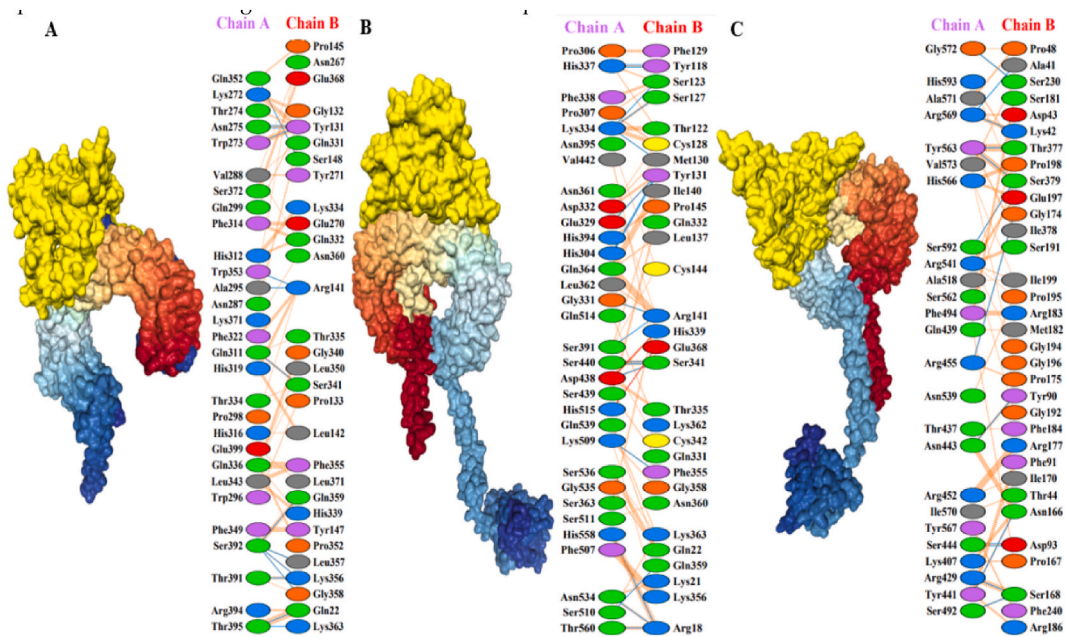 A
Chain A Chain B
Pro145
Asn267
Gln352 Glu368
Lys272
Thr274 Gly132
Asn275 Tyr131
Trp273 Gln331
Ser148
Val288 Tyr271
Ser372
Gln299 Lys334
Phe314 Glu270
Gln332
His312 Asn360
Trp353
Ala295 Arg141
Asn287
Lys371
Phe322 Thr335
Gln311 Gly340
His319 Leu350
Ser341
Thr334 Pro133
Pro298
His316 Leu142
Glu399
Gln336 Phe355
Leu343 Leu371
Trp296 Gln359
His339
Phe349 Tyr147
Ser392 Pro352
Leu357
Thr391 Lys356
Gly358
Arg394 Gln22
Thr395 Lys363
B
Chain A Chain B
Pro306 Phe129
His337 Tyr118
Ser123
Phe338 Ser127
Pro307
Lys334 Thr122
Asn395 Cys128
Val442 Met130
Tyr131
Asn361 Ile140
Asp332 Pro145
Glu329 Gln332
His394 Leu137
His304
Gln364 Cys144
Leu362
Gly331
Gln514 Arg141
His339
Ser391 Glu368
Ser440 Ser341
Asp438
Ser439
His515 Thr335
Gln539 Lys362
Lys509 Cys342
Gln331
Ser536 Phe355
Gly535 Gly358
Ser363 Asn360
Ser511
His558 Lys363
Phe507 Gln22
Gln359
Lys21
Asn534 Lys356
Ser510
Thr560 Arg18
C
Chain A Chain B
Gly572 Pro48
Ala41
His593 Ser230
Ala571 Ser181
Arg569 Asp43
Lys42
Tyr563 Thr377
Val573 Pro198
His566 Ser379
Glu197
Gly174
Ile378
Ser592 Ser191
Arg541
Ala518 Ile199
Ser562 Pro195
Phe494 Arg183
Gln439 Met182
Gly194
Arg455 Gly196
Pro175
Asn539 Tyr90
Gly192
Thr437 Phe184
Asn443 Arg177
Phe91
Ile170
Arg452 Thr44
Ile570 Asn166
Tyr567
Ser444 Asp93
Lys407 Pro167
Arg429
Tyr441 Ser168
Ser492 Phe240
Arg186